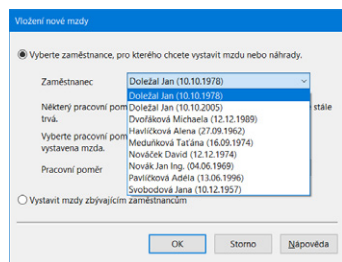 Vložení nové mzdy
Vyberte zaměstnance, pro kterého chcete vystavit mzdu nebo náhrady.
Zaměstnanec Doležal Jan (10.10.1978)
Doležal Jan (10.10.1978)
Některý pracovní pom Doležal Jan (10.10.2005) stále
trvá. Dvořáková Michaela (12.12.1989)
Havlíčková Alena (27.09.1962)
Vyberte pracovní pom Meduňková Taťána (16.09.1974)
vystavena mzda. Nováček David (12.12.1974)
Novák Jan Ing. (04.06.1969)
Pracovní poměr Pavlíčková Adéla (13.06.1996)
Svobodová Jana (10.12.1957)
Vystavit mzdy zbývajícím zaměstnancům
OK Storno Nápověda